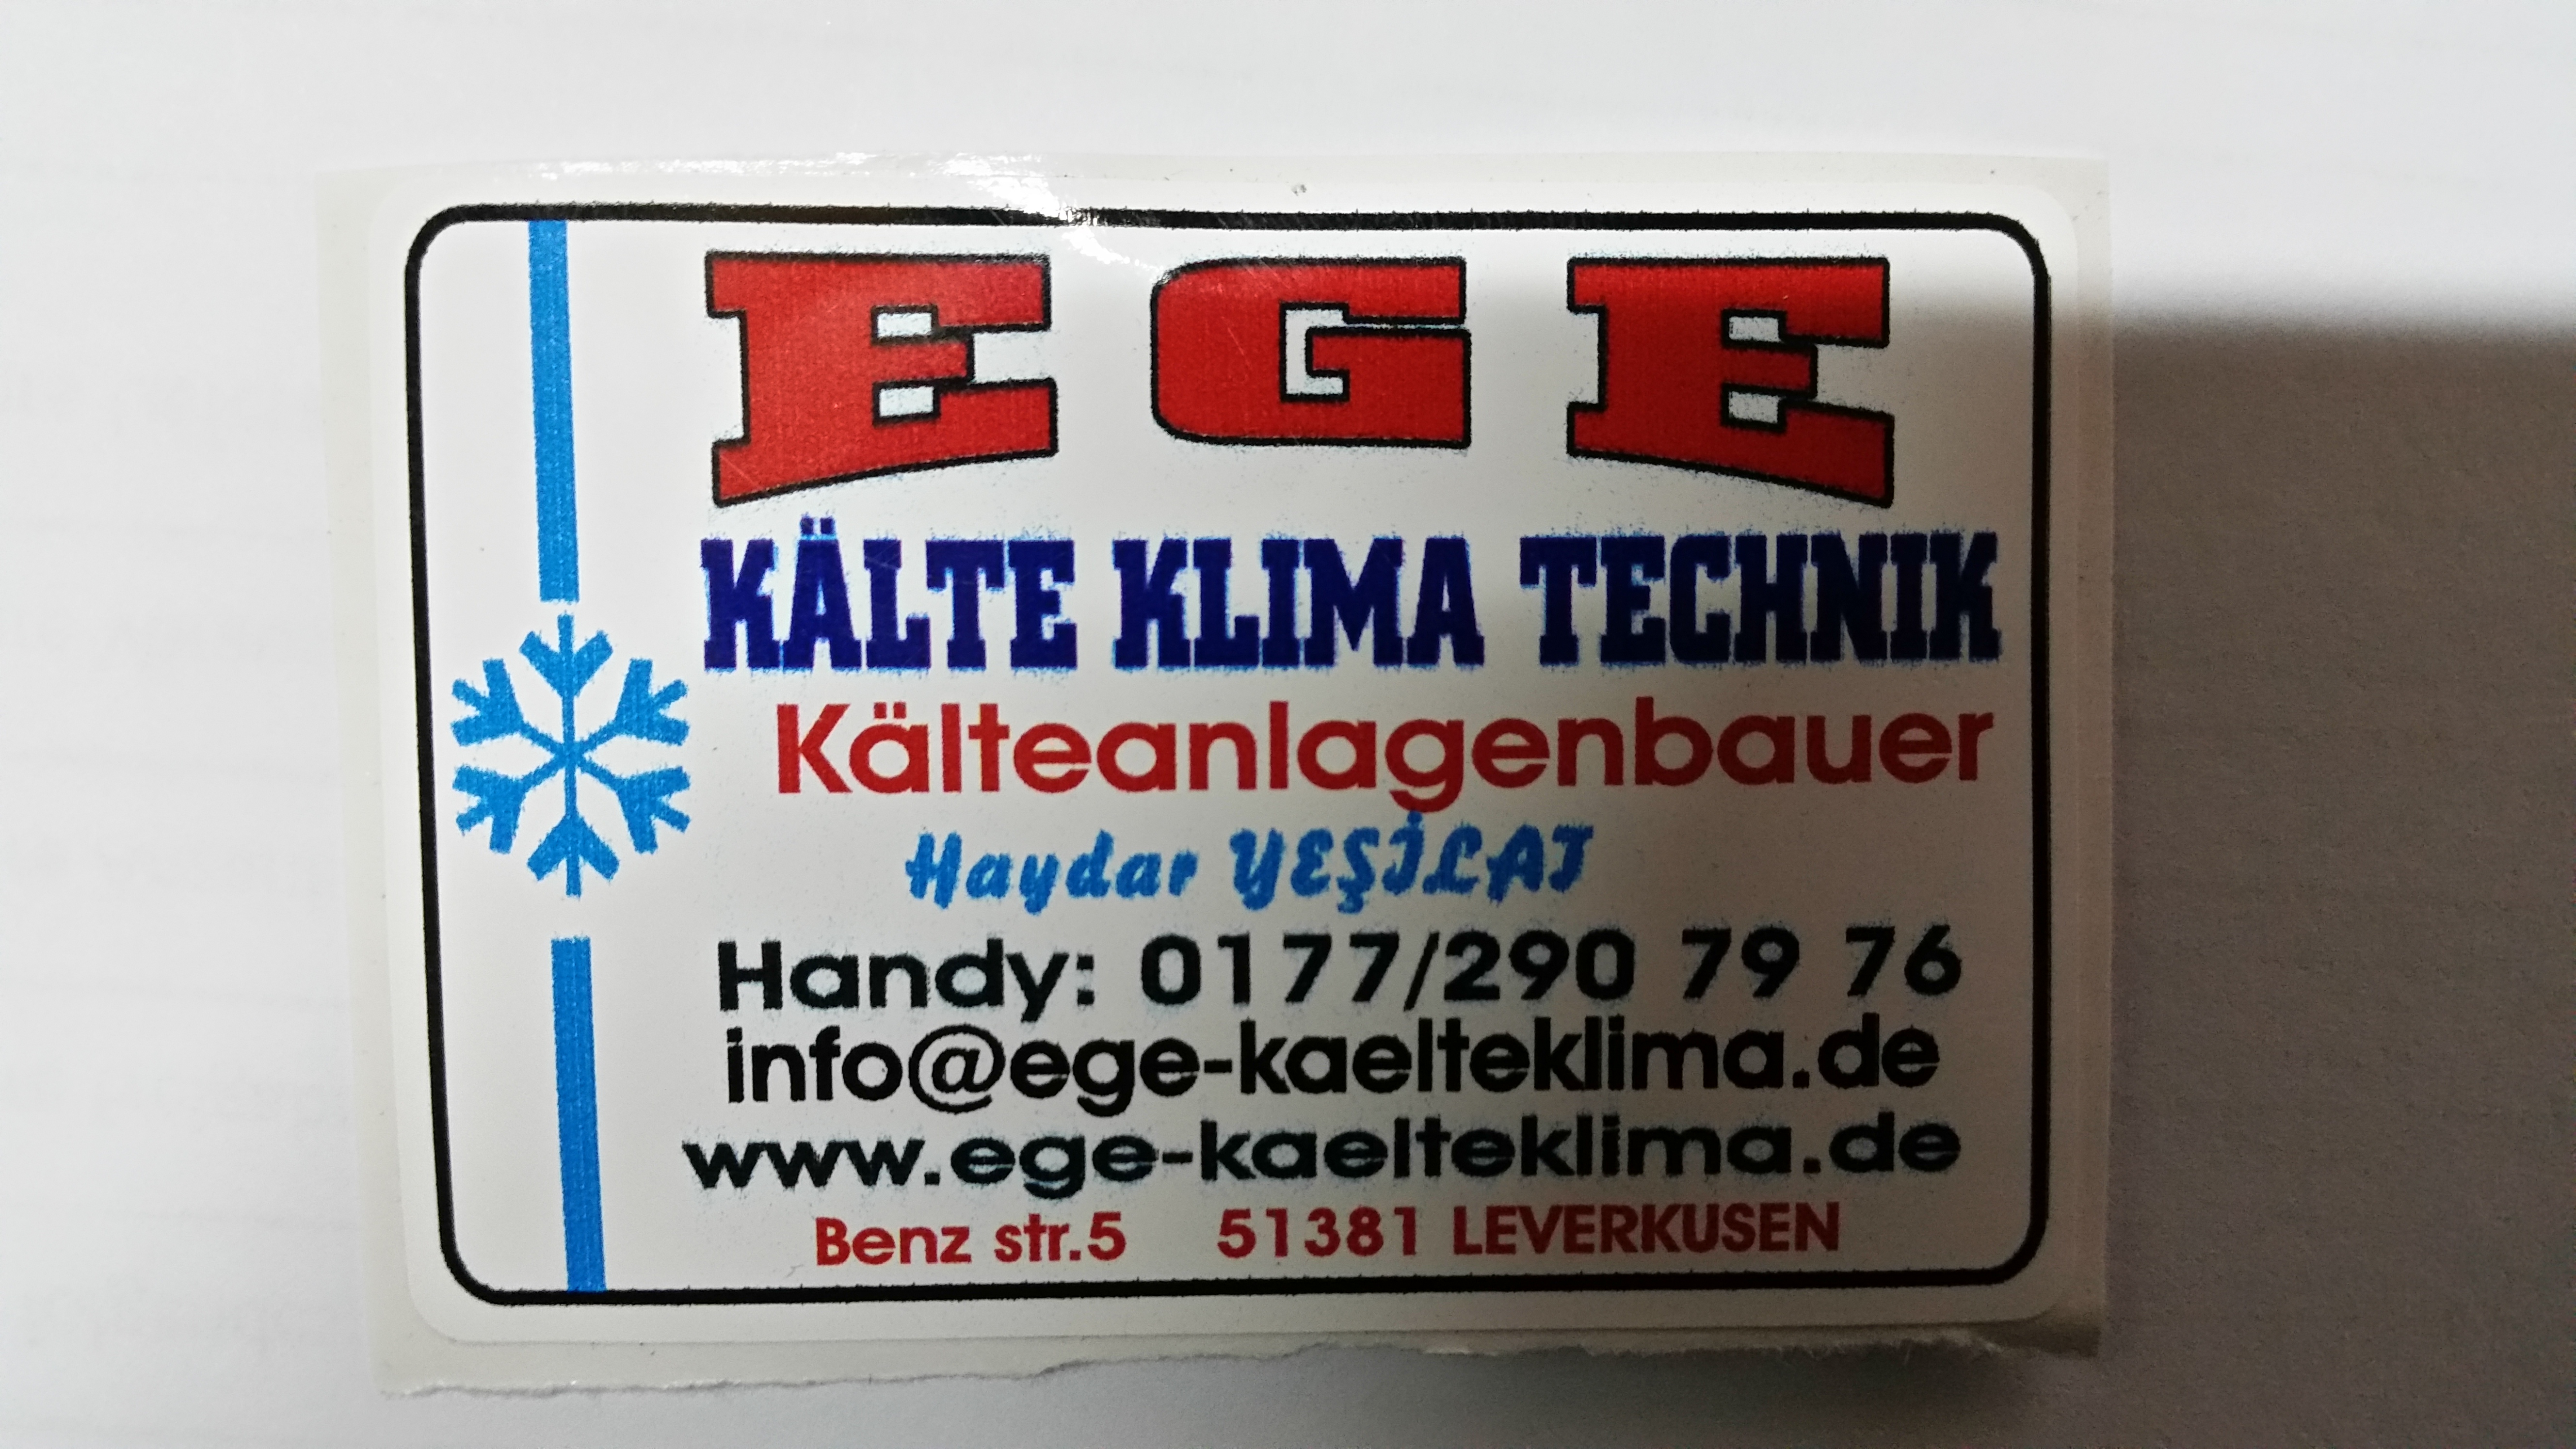 EGE
KÄLTE KLIMA TECHNIK
Kälteanlagenbauer
Haydar YEŞİLAT
Handy: 0177/290 79 76
info@ege-kaelteklima.de
www.ege-kaelteklima.de
Benz str.5 51381 LEVERKUSEN